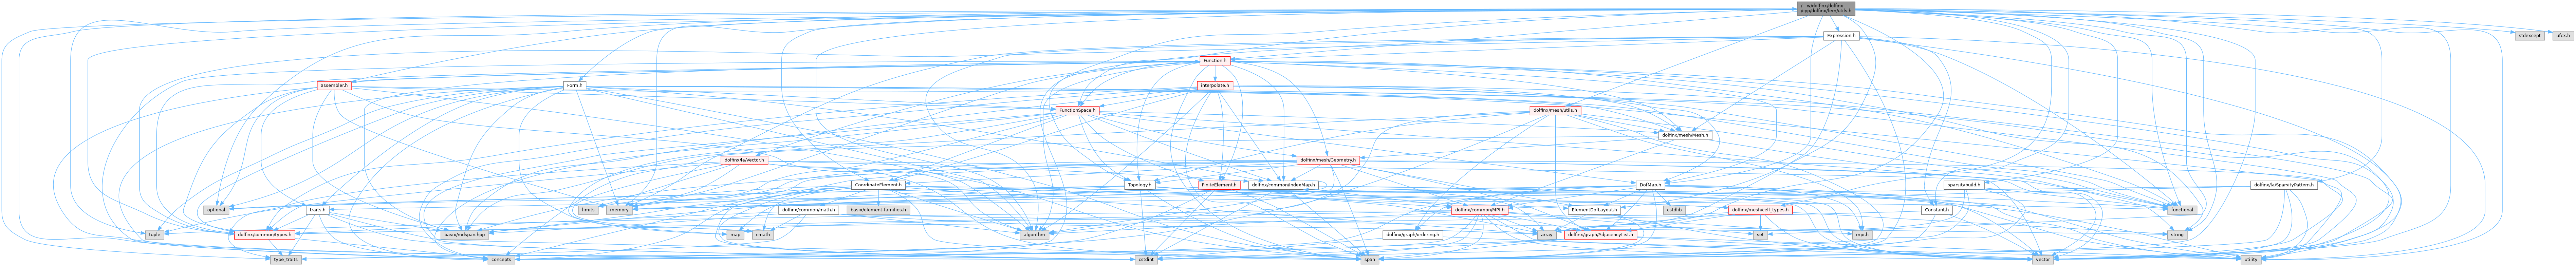 /__w/dolfinx/dolfinx
/cpp/dolfinx/fem/utils.h
Expression.h
stdexcept
ufcx.h
Function.h
assembler.h
Form.h
interpolate.h
FunctionSpace.h
dolfinx/mesh/utils.h
dolfinx/mesh/Mesh.h
dolfinx/la/Vector.h
dolfinx/mesh/Geometry.h
CoordinateElement.h
Topology.h
FiniteElement.h
dolfinx/common/IndexMap.h
DofMap.h
sparsitybuild.h
dolfinx/la/SparsityPattern.h
optional
traits.h
limits
memory
dolfinx/common/math.h
basix/element-families.h
dolfinx/common/MPI.h
ElementDofLayout.h
cstdlib
dolfinx/mesh/cell_types.h
Constant.h
functional
tuple
dolfinx/common/types.h
basix/mdspan.hpp
map
cmath
algorithm
dolfinx/graph/ordering.h
array
dolfinx/graph/AdjacencyList.h
mpi.h
set
string
type_traits
concepts
cstdint
span
vector
utility